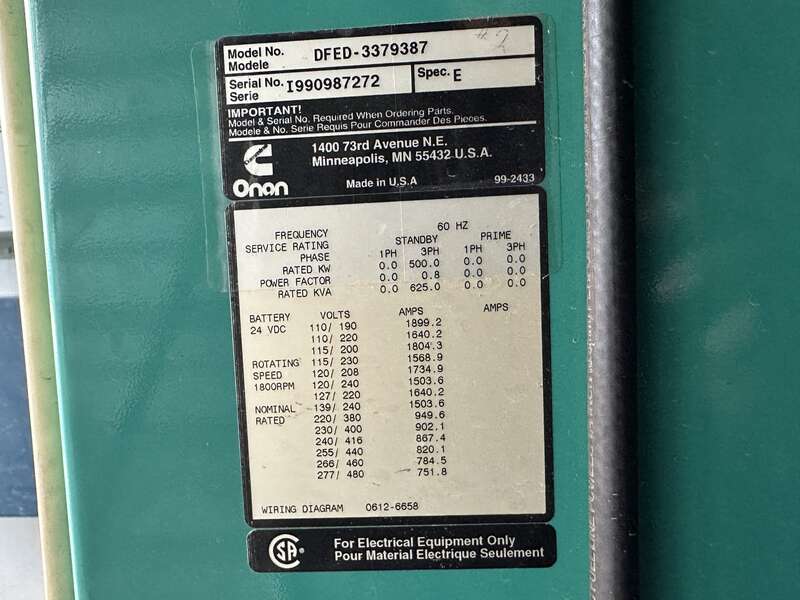 Model No. DFED-3379387
Modele
Serial No. I990987272 Spec. E
Serie
IMPORTANT!
Model & Serial No. Required When Ordering Parts.
Modele & No. Serie Requis Pour Commander Des Pieces.
Onan
1400 73rd Avenue N.E.
Minneapolis, MN 55432 U.S.A.
Made in U.S.A 99-2433
FREQUENCY 60 HZ
SERVICE RATING STANDBY PRIME
PHASE 1PH 3PH 1PH 3PH
RATED KW 0.0 500.0 0.0 0.0
POWER FACTOR 0.0 0.8 0.0 0.0
RATED KVA 0.0 625.0 0.0 0.0
BATTERY VOLTS AMPS AMPS
24 VDC 110/ 190 1899.2
110/ 220 1640.2
115/ 200 1804.3
ROTATING 115/ 230 1568.9
SPEED 120/ 208 1734.9
1800RPM 120/ 240 1503.6
127/ 220 1640.2
NOMINAL 139/ 240 1503.6
RATED 220/ 380 949.6
230/ 400 902.1
240/ 416 867.4
255/ 440 820.1
266/ 460 784.5
277/ 480 751.8
WIRING DIAGRAM 0612-6658
For Electrical Equipment Only
Pour Material Electrique Seulement